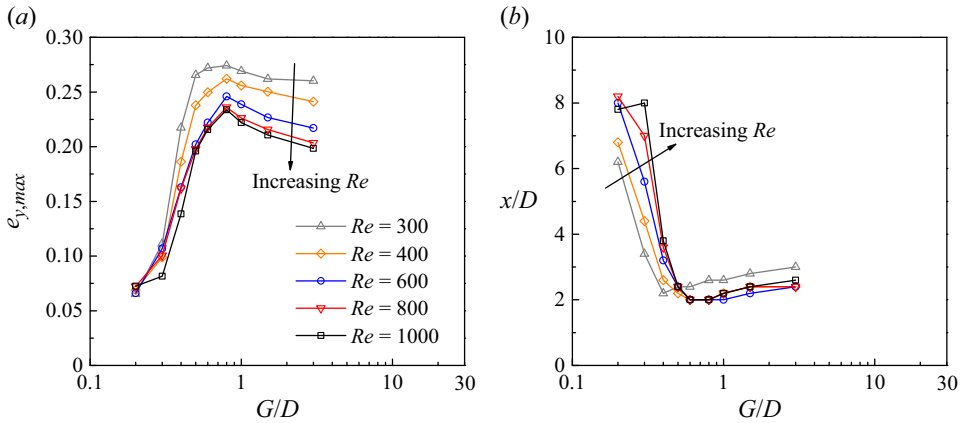 (a)
0.30
0.25
0.20
0.15
0.10
0.05
0
e_{y,max}
Increasing Re
Re = 300
Re = 400
Re = 600
Re = 800
Re = 1000
0.1
1
10
30
G/D
(b)
10
8
6
4
2
0
x/D
Increasing Re
0.1
1
10
30
G/D